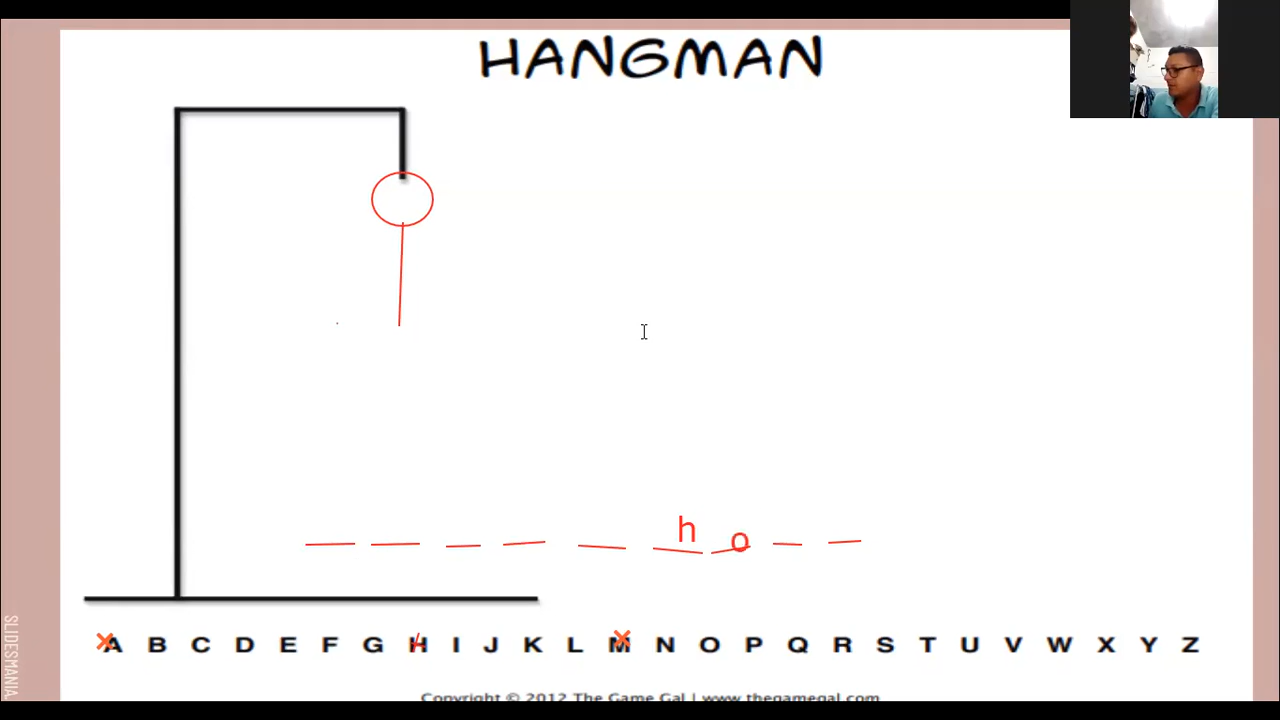 HANGMAN
h o
A B C D E F G H I J K L M N O P Q R S T U V W X Y Z
Copyright © 2012 The Game Gal | www.thegamegal.com
SLIDESMANIA